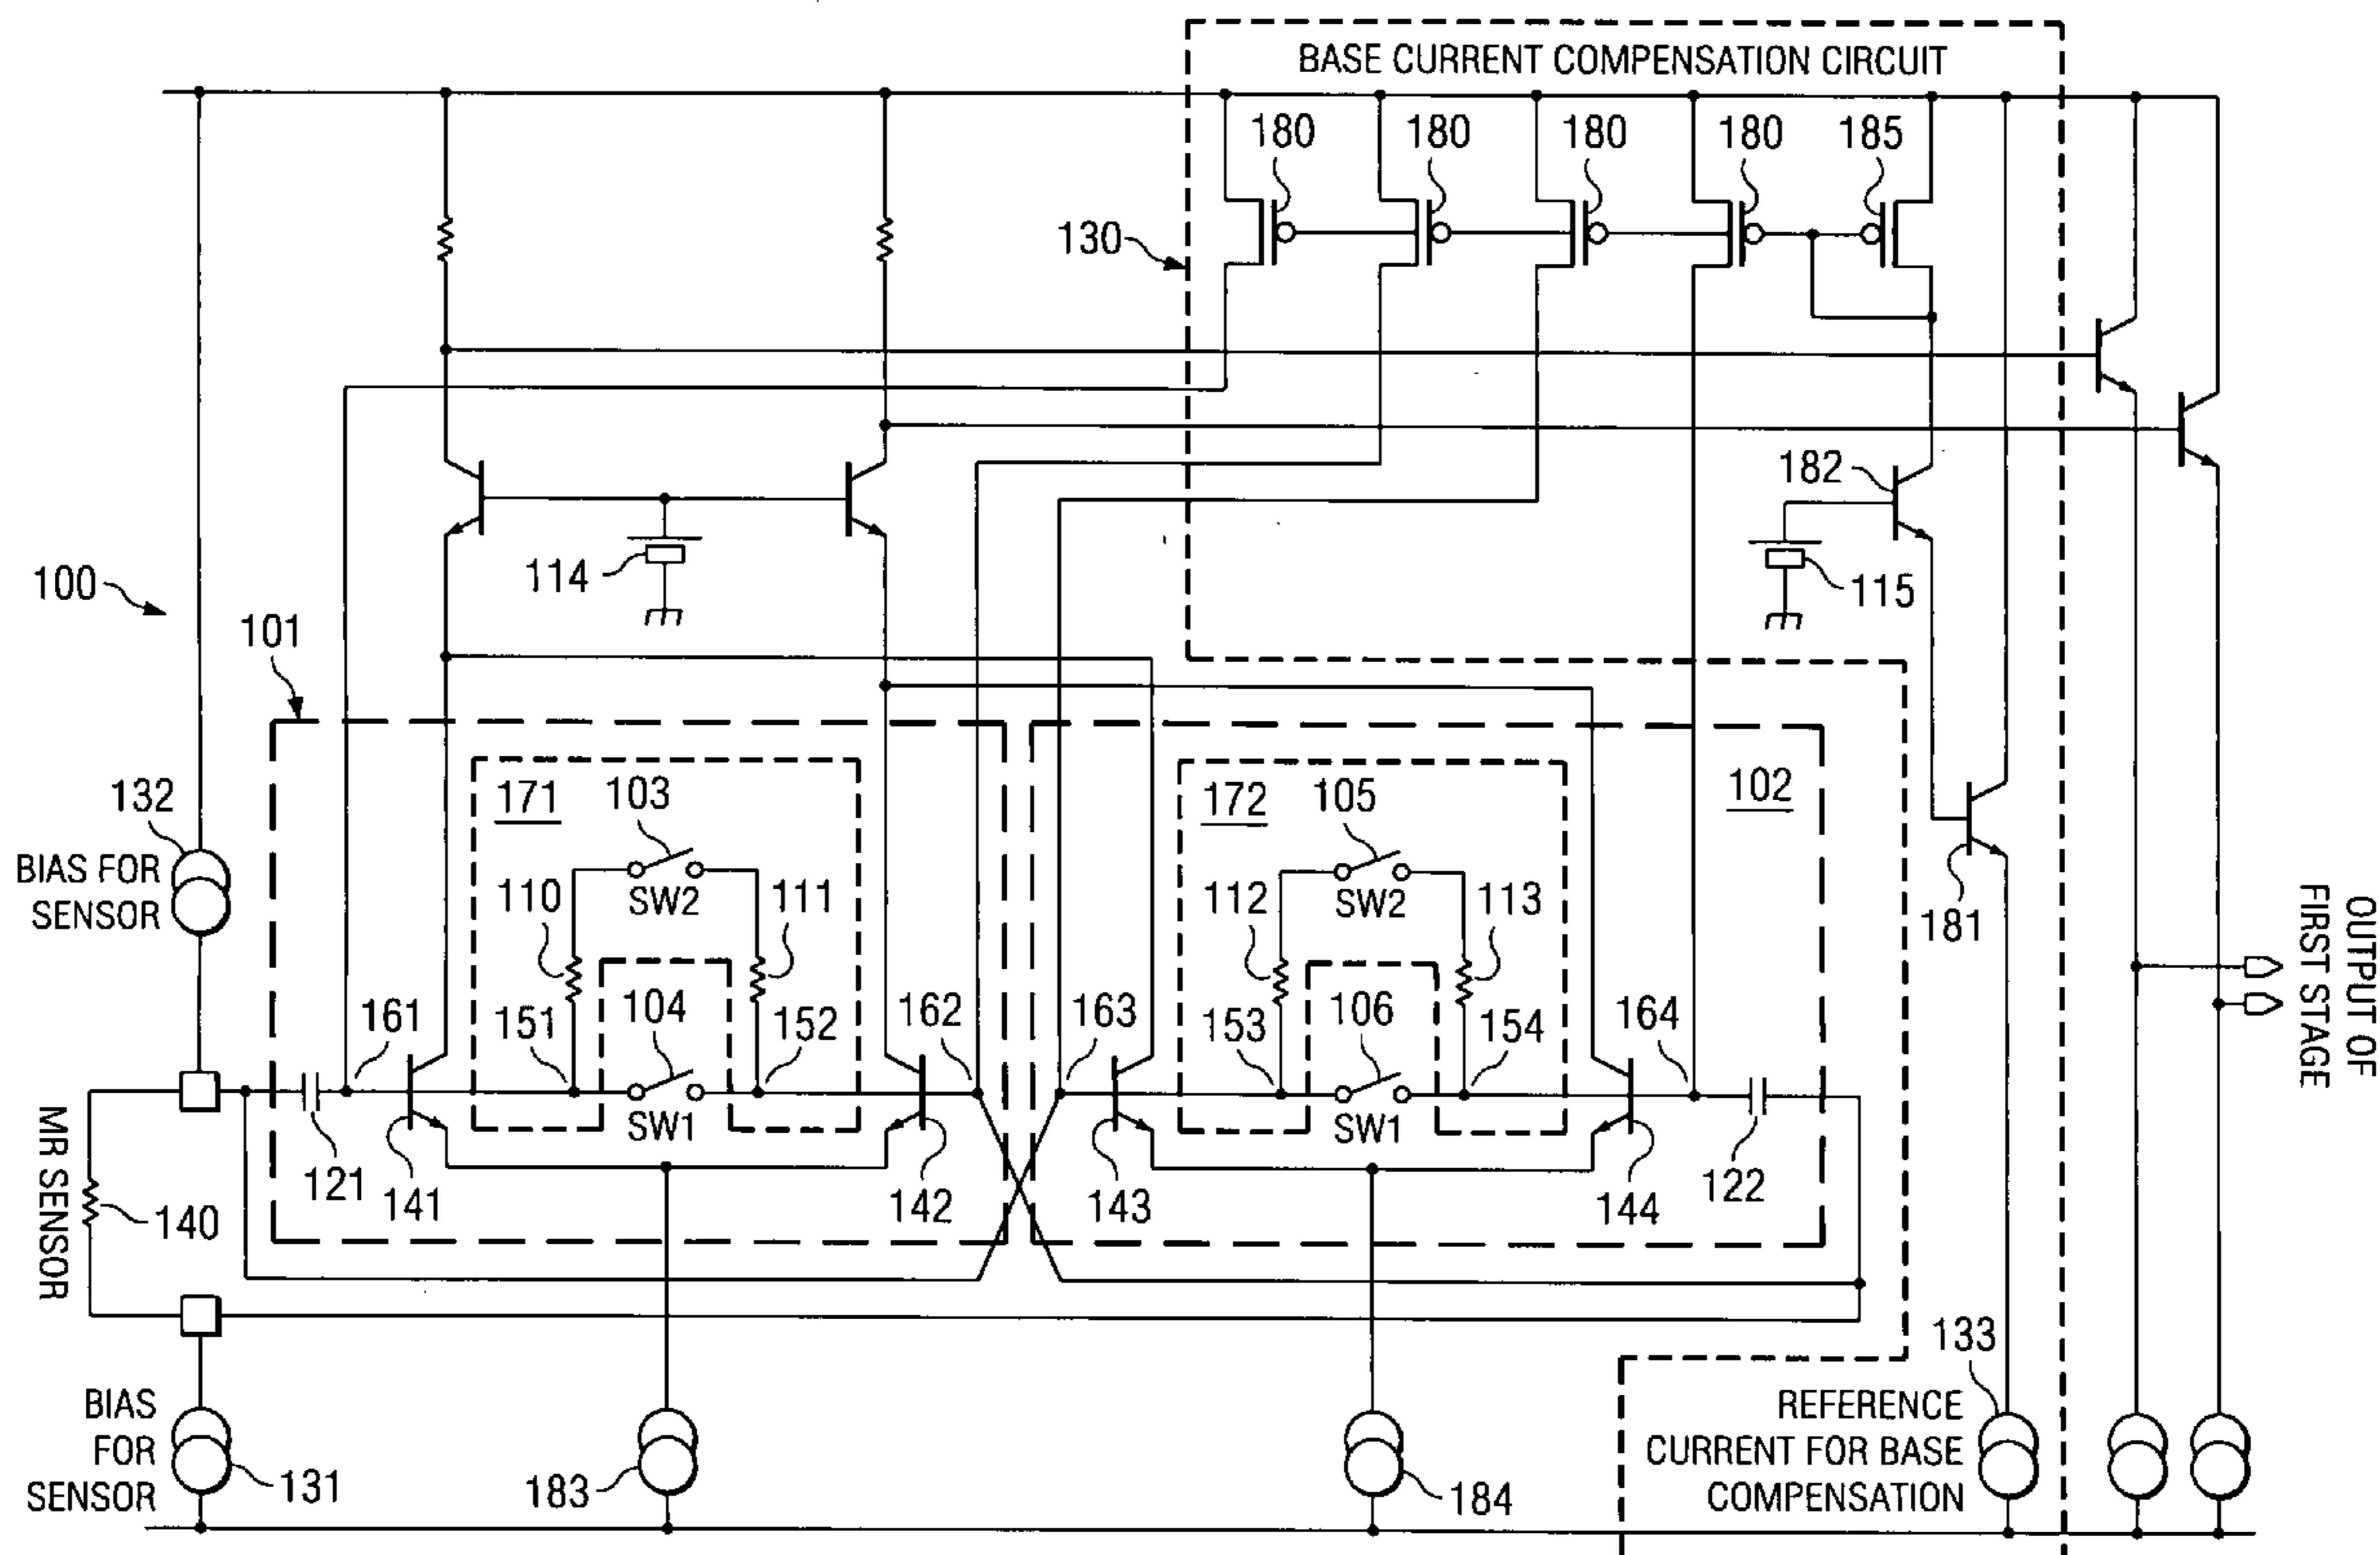 BASE CURRENT COMPENSATION CIRCUIT
180
180
180
180
185
130
182
114
115
100
101
132
BIAS FOR
SENSOR
171
103
SW2
110
111
172
105
SW2
112
113
102
181
OUTPUT OF
FIRST STAGE
161
151
104
152
162
163
153
106
154
164
SW1
SW1
MR SENSOR
121
141
142
143
144
122
140
133
BIAS
FOR
SENSOR
131
183
184
REFERENCE
CURRENT FOR BASE
COMPENSATION